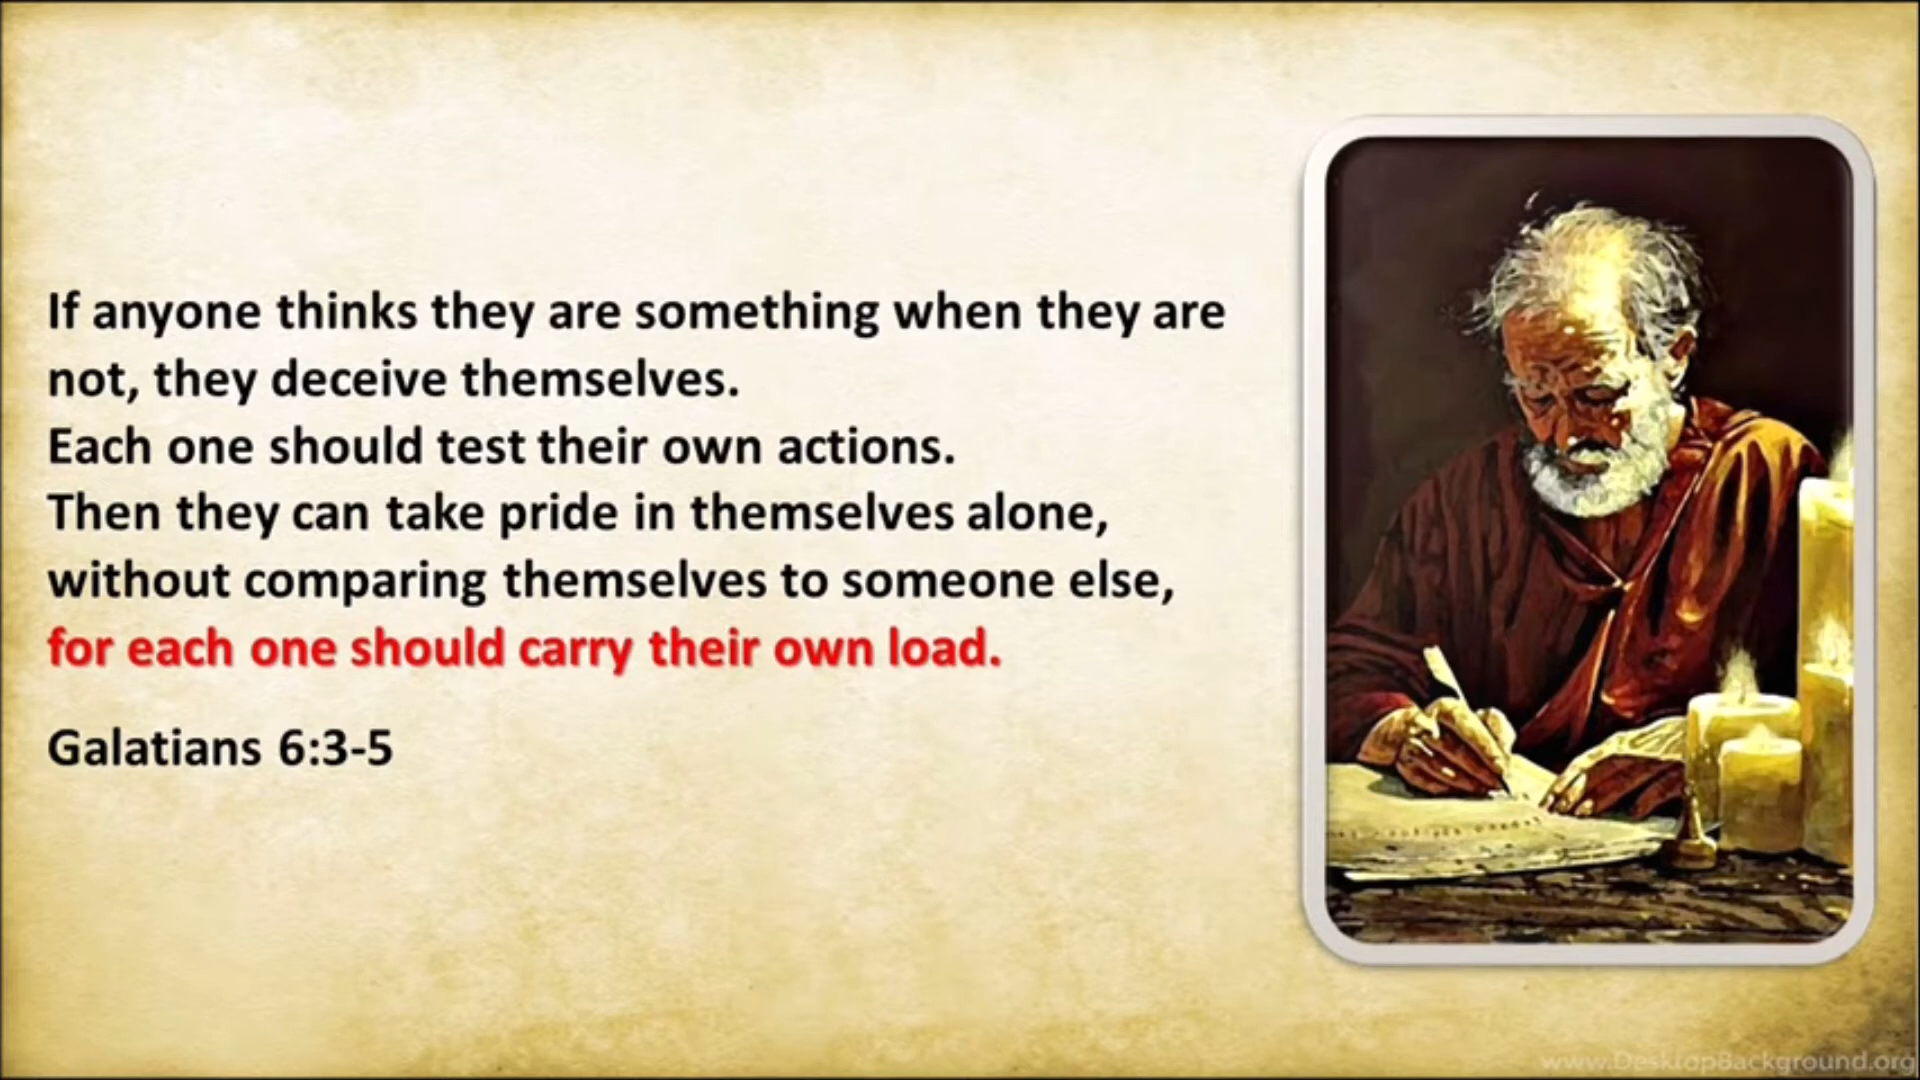 If anyone thinks they are something when they are
not, they deceive themselves.
Each one should test their own actions.
Then they can take pride in themselves alone,
without comparing themselves to someone else,
for each one should carry their own load.
Galatians 6:3-5
www.DesktopBackground.org